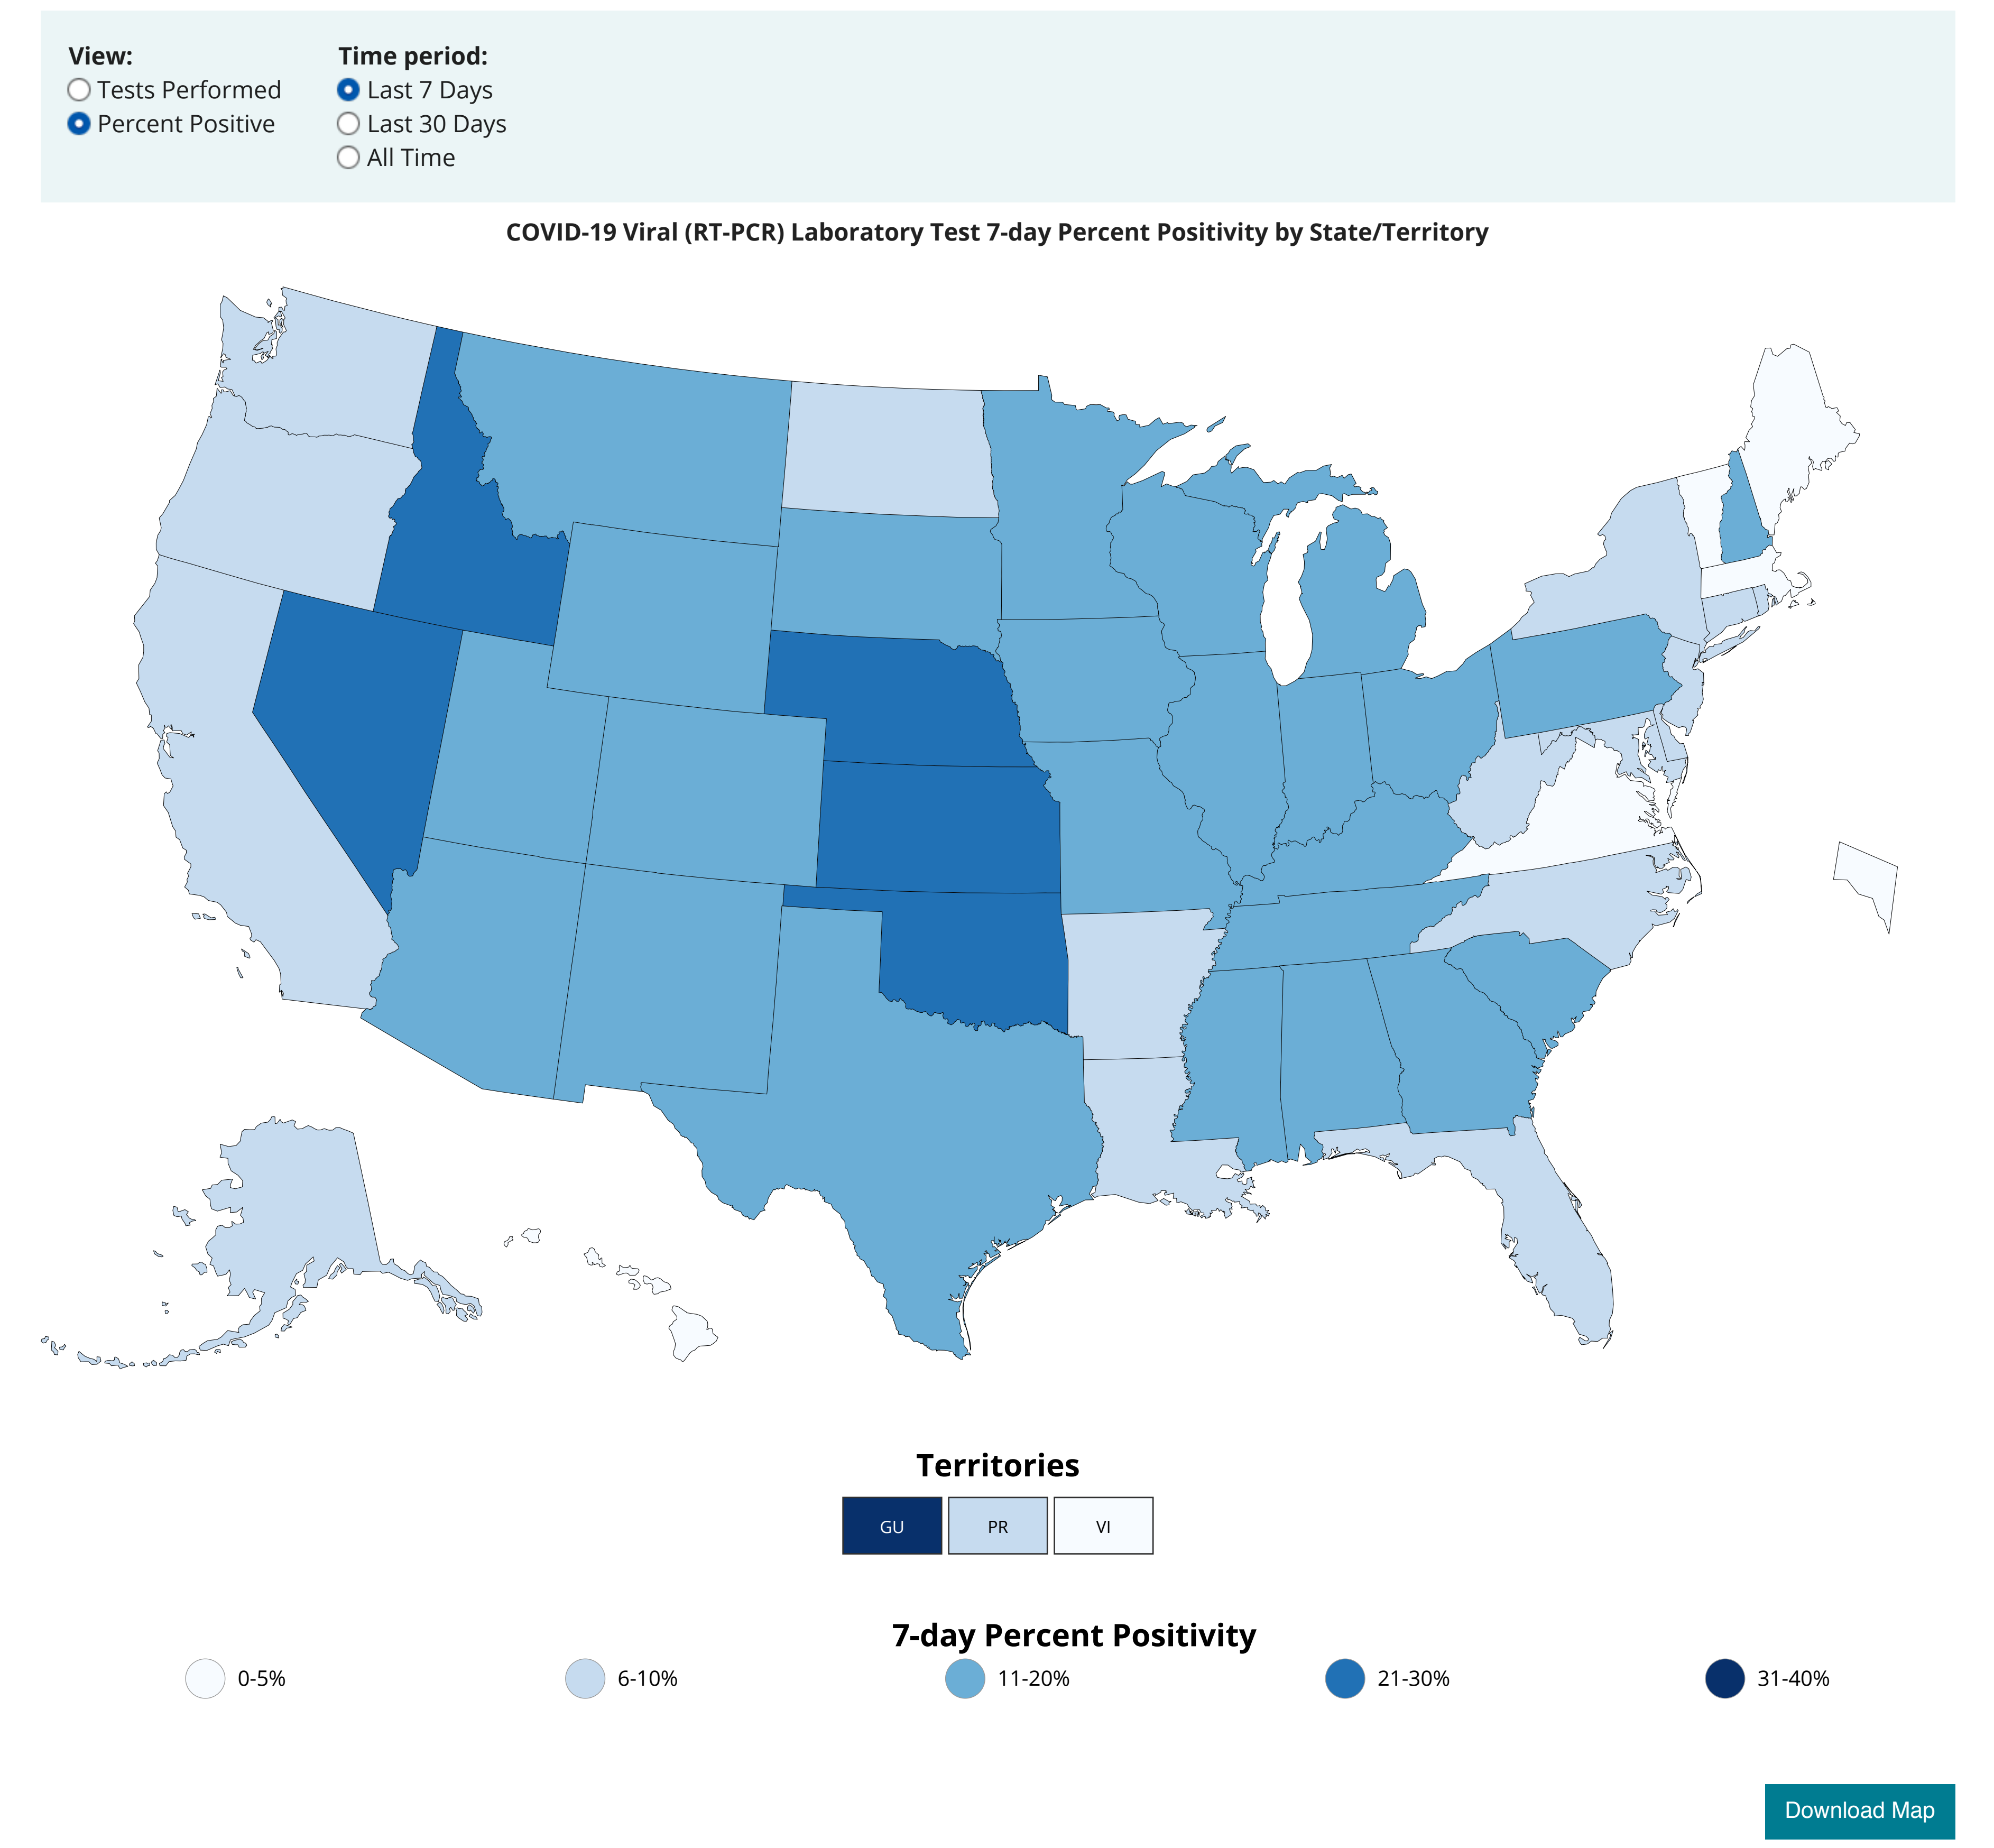 View:
Tests Performed
Percent Positive
Time period:
Last 7 Days
Last 30 Days
All Time
COVID-19 Viral (RT-PCR) Laboratory Test 7-day Percent Positivity by State/Territory
Territories
GU PR VI
7-day Percent Positivity
0-5% 6-10% 11-20% 21-30% 31-40%
Download Map